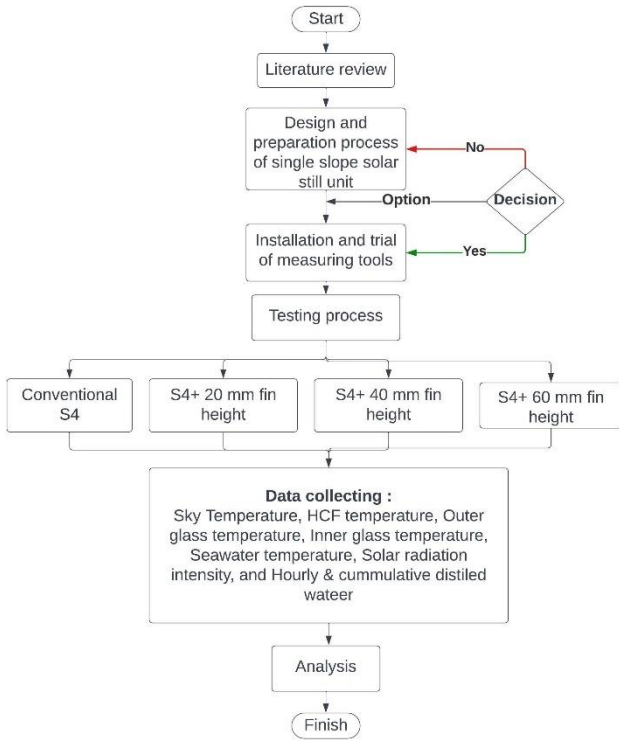 Start
Literature review
Design and
preparation process
of single slope solar
still unit
No
Option
Decision
Installation and trial
of measuring tools
Yes
Testing process
Conventional
S4
S4+ 20 mm fin
height
S4+ 40 mm fin
height
S4+ 60 mm fin
height
Data collecting :
Sky Temperature, HCF temperature, Outer
glass temperature, Inner glass temperature,
Seawater temperature, Solar radiation
intensity, and Hourly & cummulative distiled
wateer
Analysis
Finish